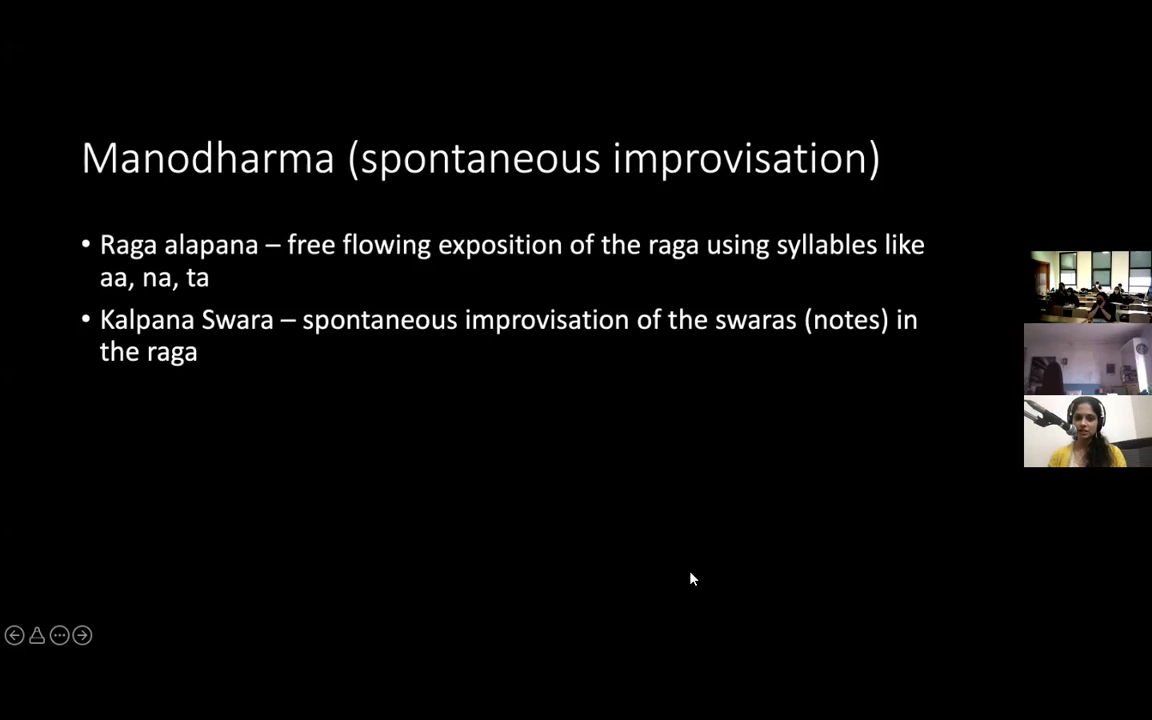 Manodharma (spontaneous improvisation)
• Raga alapana – free flowing exposition of the raga using syllables like
aa, na, ta
• Kalpana Swara – spontaneous improvisation of the swaras (notes) in
the raga